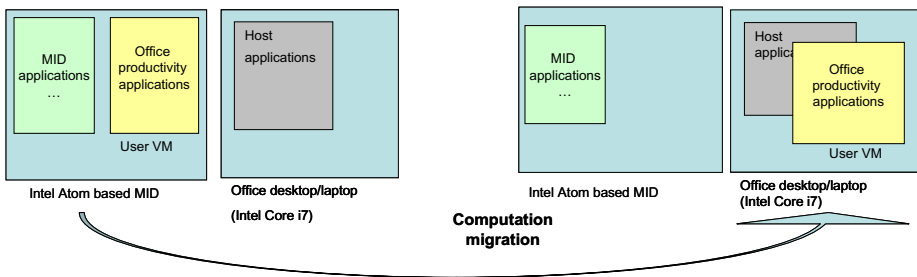 MID
applications
…
Office
productivity
applications
User VM
Intel Atom based MID
Host
applications
Office desktop/laptop
(Intel Core i7)
Computation
migration
MID
applications
…
Intel Atom based MID
Host
applica
Office
productivity
applications
User VM
Office desktop/laptop
(Intel Core i7)